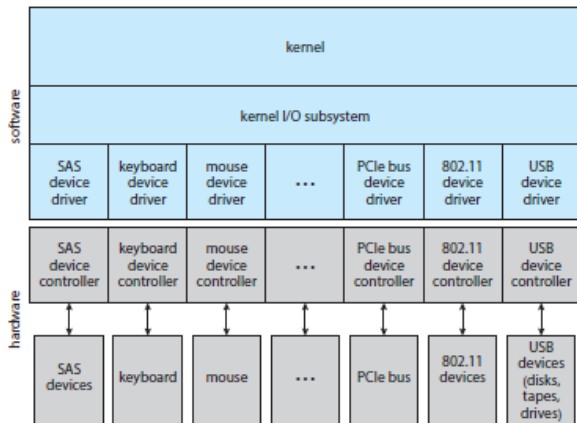 kernel
kernel I/O subsystem
software
SAS
device
driver
keyboard
device
driver
mouse
device
driver
...
PCIe bus
device
driver
802.11
device
driver
USB
device
driver
hardware
SAS
device
controller
keyboard
device
controller
mouse
device
controller
...
PCIe bus
device
controller
802.11
device
controller
USB
device
controller
SAS
devices
keyboard
mouse
...
PCIe bus
802.11
devices
USB
devices
(disks,
tapes,
drives)